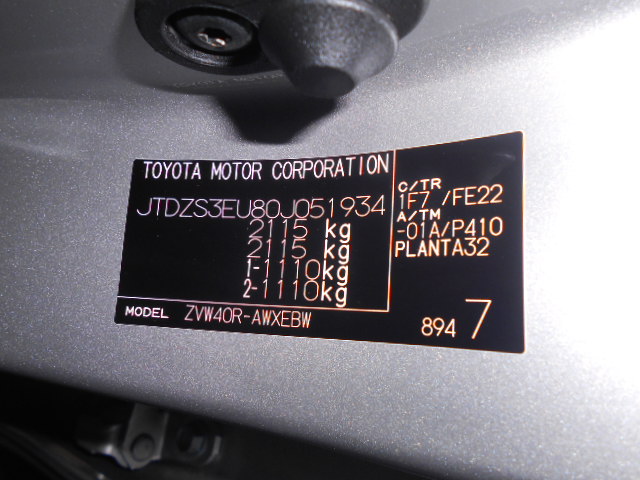 TOYOTA MOTOR CORPORATION
JTDZS3EU80J051934
2115 kg
2115 kg
1-1110kg
2-1110kg
MODEL ZVW40R-AWXEBW
C/TR
1F7 /FE22
A/TM
-01A/P410
PLANTA32
894 7